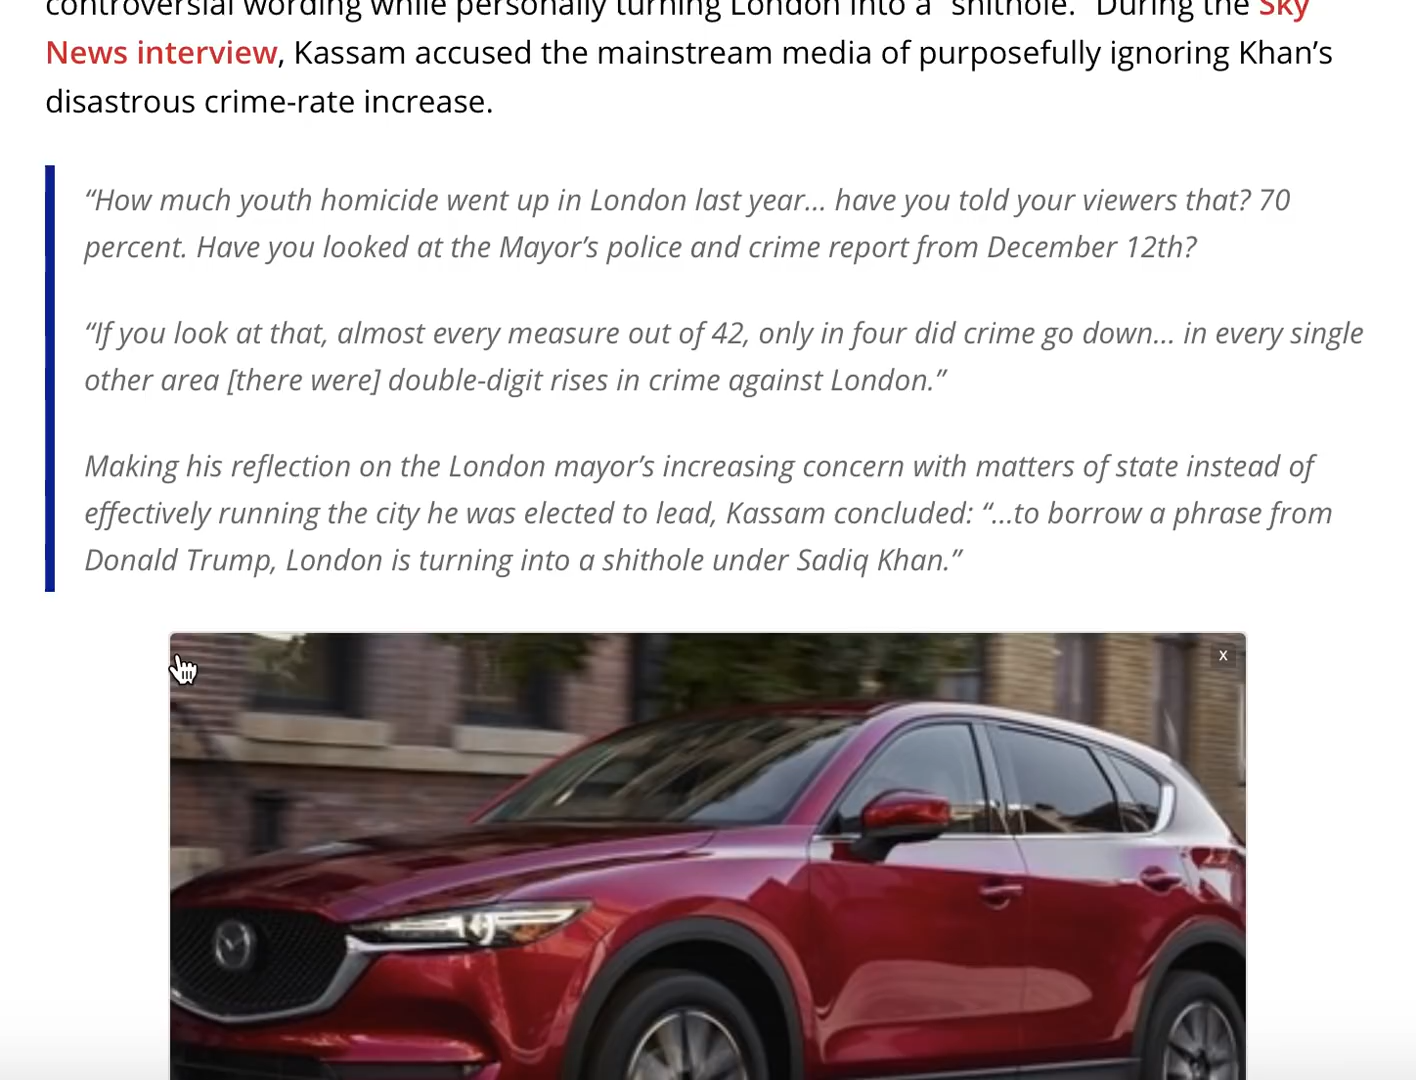 controversial wording while personally turning London into a “shithole.” During the Sky
News interview, Kassam accused the mainstream media of purposefully ignoring Khan’s
disastrous crime-rate increase.
“How much youth homicide went up in London last year... have you told your viewers that? 70
percent. Have you looked at the Mayor’s police and crime report from December 12th?
“If you look at that, almost every measure out of 42, only in four did crime go down... in every single
other area [there were] double-digit rises in crime against London.”
Making his reflection on the London mayor’s increasing concern with matters of state instead of
effectively running the city he was elected to lead, Kassam concluded: “...to borrow a phrase from
Donald Trump, London is turning into a shithole under Sadiq Khan.”
x